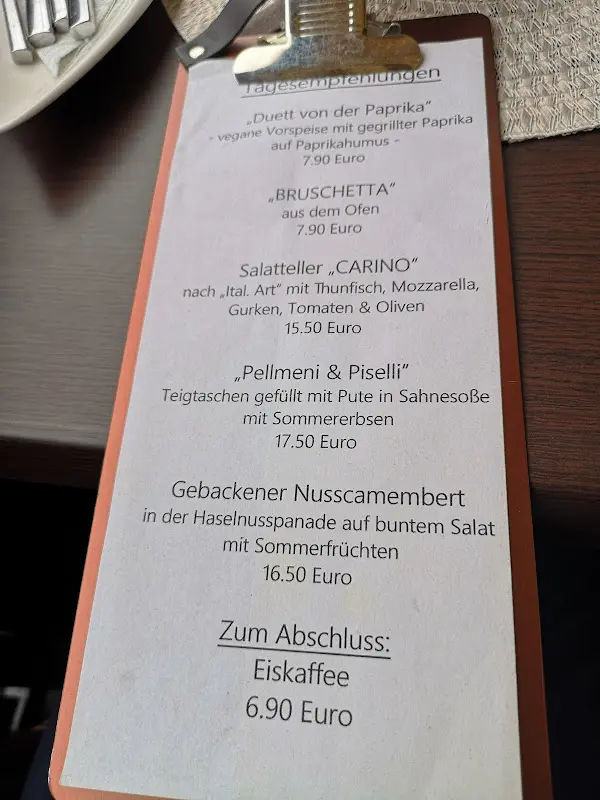 Tagesempfehlungen
„Duett von der Paprika"
- vegane Vorspeise mit gegrillter Paprika
auf Paprikahumus -
7.90 Euro
„BRUSCHETTA"
aus dem Ofen
7.90 Euro
Salatteller „CARINO"
nach „Ital. Art" mit Thunfisch, Mozzarella,
Gurken, Tomaten & Oliven
15.50 Euro
„Pellmeni & Piselli"
Teigtaschen gefüllt mit Pute in Sahnesoße
mit Sommererbsen
17.50 Euro
Gebackener Nusscamembert
in der Haselnusspanade auf buntem Salat
mit Sommerfrüchten
16.50 Euro
Zum Abschluss:
Eiskaffee
6.90 Euro